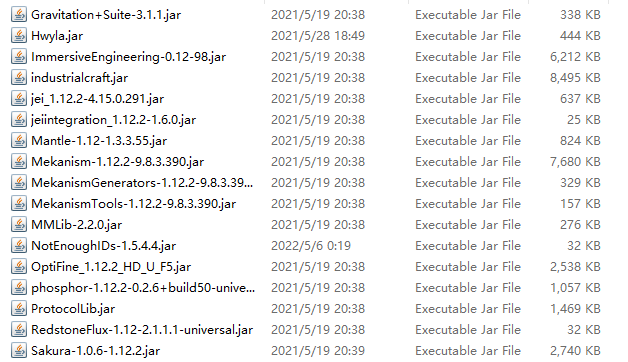 Gravitation+Suite-3.1.1.jar 2021/5/19 20:38 Executable Jar File 338 KB
Hwyla.jar 2021/5/28 18:49 Executable Jar File 444 KB
ImmersiveEngineering-0.12-98.jar 2021/5/19 20:38 Executable Jar File 6,212 KB
industrialcraft.jar 2021/5/19 20:38 Executable Jar File 8,495 KB
jei_1.12.2-4.15.0.291.jar 2021/5/19 20:38 Executable Jar File 637 KB
jeiintegration_1.12.2-1.6.0.jar 2021/5/19 20:38 Executable Jar File 25 KB
Mantle-1.12-1.3.3.55.jar 2021/5/19 20:38 Executable Jar File 824 KB
Mekanism-1.12.2-9.8.3.390.jar 2021/5/19 20:38 Executable Jar File 7,680 KB
MekanismGenerators-1.12.2-9.8.3.39... 2021/5/19 20:38 Executable Jar File 329 KB
MekanismTools-1.12.2-9.8.3.390.jar 2021/5/19 20:38 Executable Jar File 157 KB
MMLib-2.2.0.jar 2021/5/19 20:38 Executable Jar File 276 KB
NotEnoughIDs-1.5.4.4.jar 2022/5/6 0:19 Executable Jar File 32 KB
OptiFine_1.12.2_HD_U_F5.jar 2021/5/19 20:38 Executable Jar File 2,538 KB
phosphor-1.12.2-0.2.6+build50-unive... 2021/5/19 20:38 Executable Jar File 1,057 KB
ProtocolLib.jar 2021/5/19 20:38 Executable Jar File 1,469 KB
RedstoneFlux-1.12-2.1.1.1-universal.jar 2021/5/19 20:38 Executable Jar File 32 KB
Sakura-1.0.6-1.12.2.jar 2021/5/19 20:39 Executable Jar File 2,740 KB